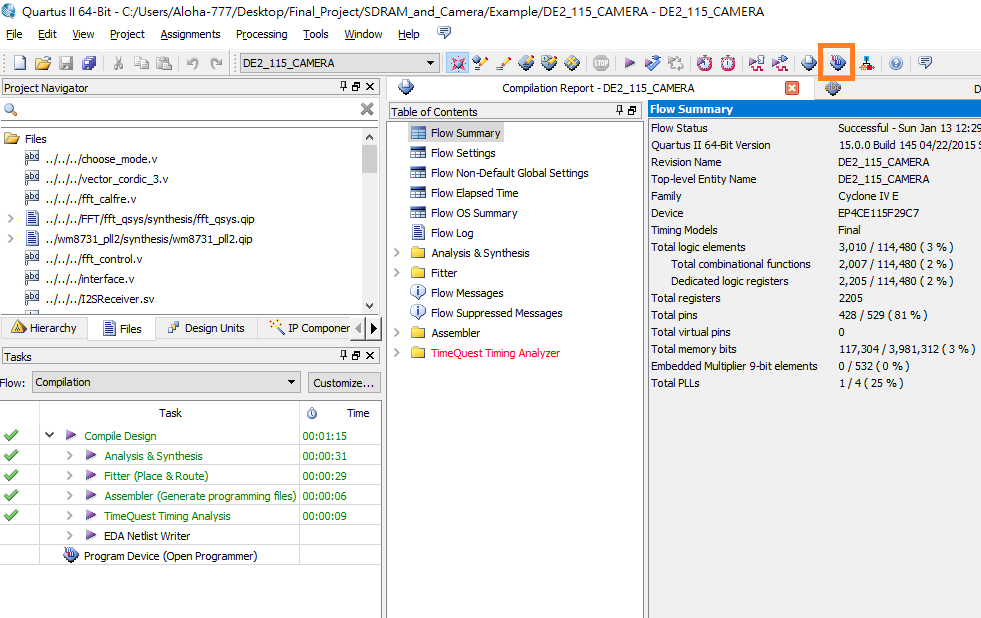 Quartus II 64-Bit - C:/Users/Aloha-777/Desktop/Final_Project/SDRAM_and_Camera/Example/DE2_115_CAMERA - DE2_115_CAMERA
File Edit View Project Assignments Processing Tools Window Help
DE2_115_CAMERA
STOP
Project Navigator
Files
abc ../../../choose_mode.v
abc ../../../vector_cordic_3.v
abc ../../../fft_calfre.v
../../../FFT/fft_qsys/synthesis/fft_qsys.qip
../../wm8731_pll2/synthesis/wm8731_pll2.qip
abc ../../../fft_control.v
abc ../../../interface.v
abc ../../../I2SReceiver.sv
Hierarchy Files Design Units IP Componer
Tasks
Flow: Compilation Customize...
Task Time
Compile Design 00:01:15
Analysis & Synthesis 00:00:31
Fitter (Place & Route) 00:00:29
Assembler (Generate programming files) 00:00:06
TimeQuest Timing Analysis 00:00:09
EDA Netlist Writer
Program Device (Open Programmer)
Compilation Report - DE2_115_CAMERA
D
Table of Contents
Flow Summary
Flow Settings
Flow Non-Default Global Settings
Flow Elapsed Time
Flow OS Summary
Flow Log
Analysis & Synthesis
Fitter
Flow Messages
Flow Suppressed Messages
Assembler
TimeQuest Timing Analyzer
Flow Summary
Flow Status Successful - Sun Jan 13 12:29
Quartus II 64-Bit Version 15.0.0 Build 145 04/22/2015 S
Revision Name DE2_115_CAMERA
Top-level Entity Name DE2_115_CAMERA
Family Cyclone IV E
Device EP4CE115F29C7
Timing Models Final
Total logic elements 3,010 / 114,480 ( 3 % )
Total combinational functions 2,007 / 114,480 ( 2 % )
Dedicated logic registers 2,205 / 114,480 ( 2 % )
Total registers 2205
Total pins 428 / 529 ( 81 % )
Total virtual pins 0
Total memory bits 117,304 / 3,981,312 ( 3 % )
Embedded Multiplier 9-bit elements 0 / 532 ( 0 % )
Total PLLs 1 / 4 ( 25 % )